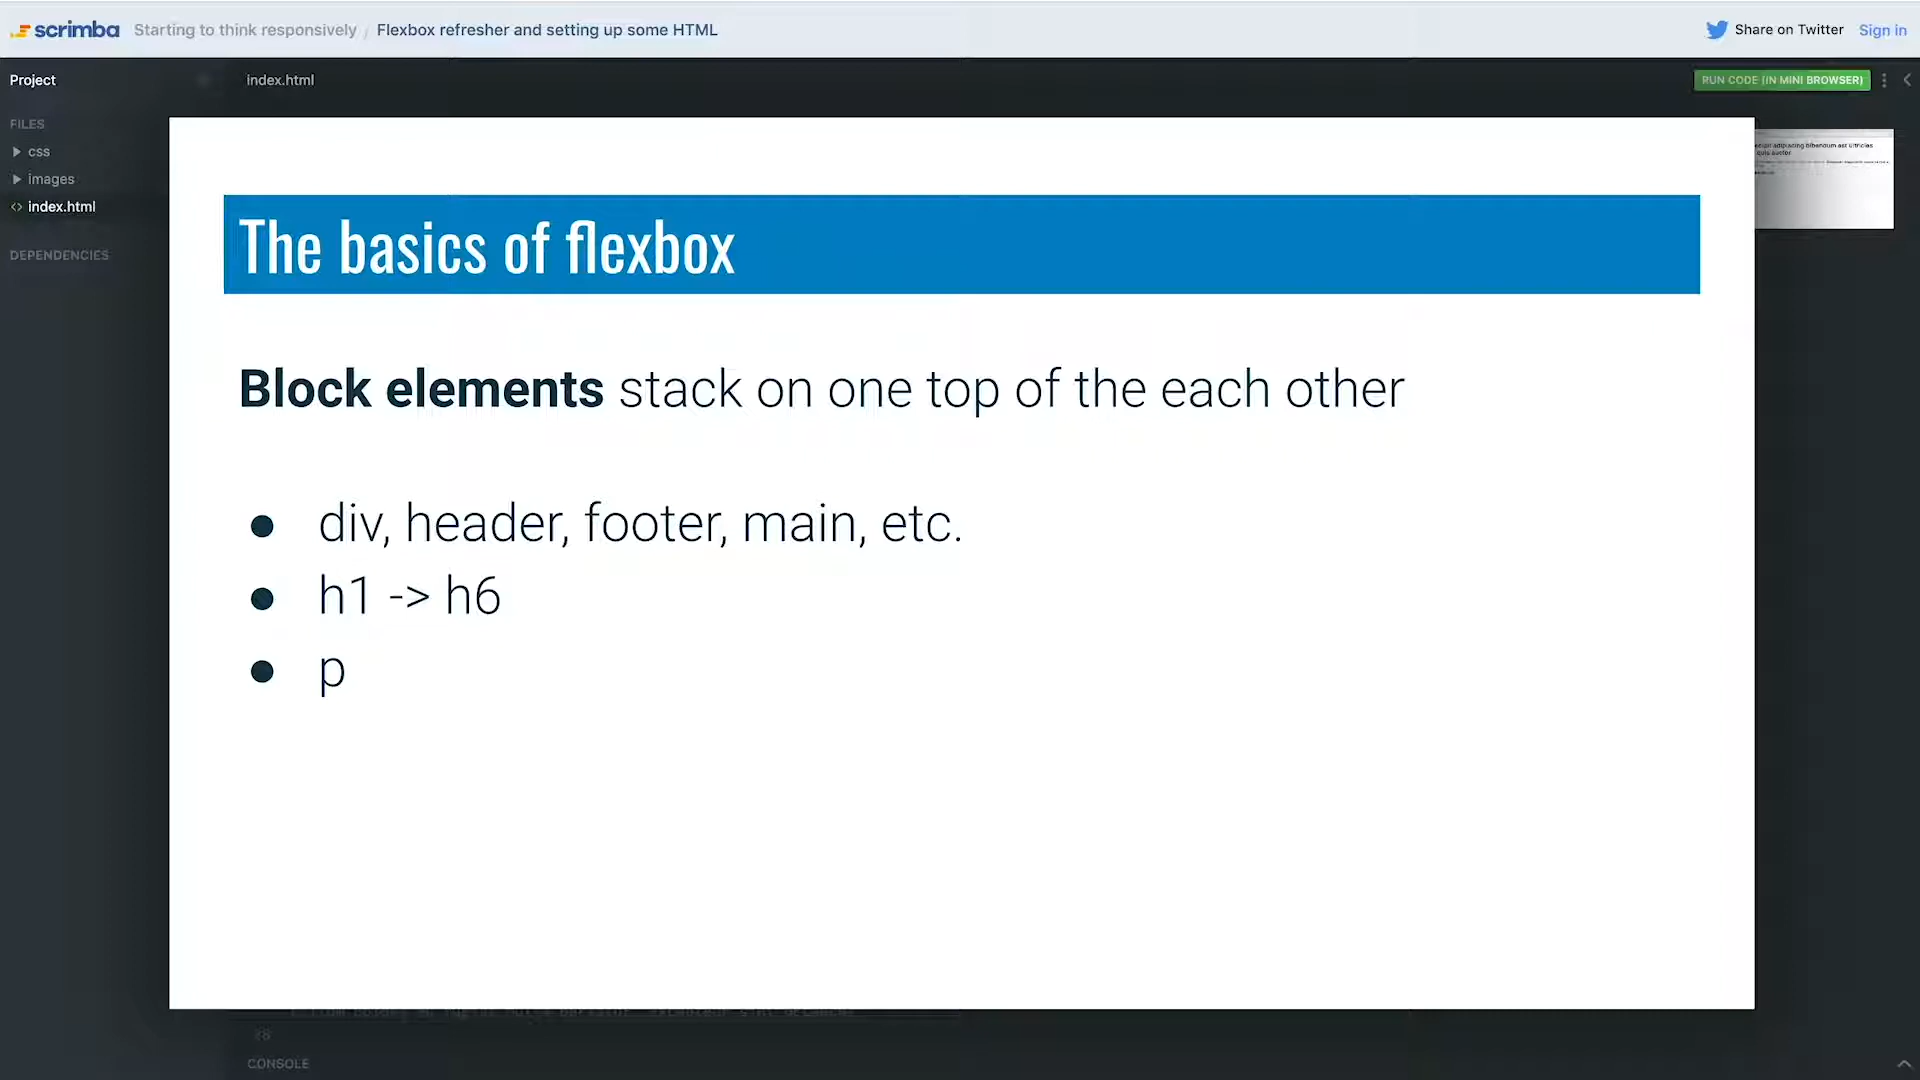 scrimba Starting to think responsively / Flexbox refresher and setting up some HTML Share on Twitter Sign in
Project index.html RUN CODE (IN MINI BROWSER)
FILES
css
images
index.html
DEPENDENCIES
The basics of flexbox
Block elements stack on one top of the each other
● div, header, footer, main, etc.
● h1 -> h6
● p
28
CONSOLE